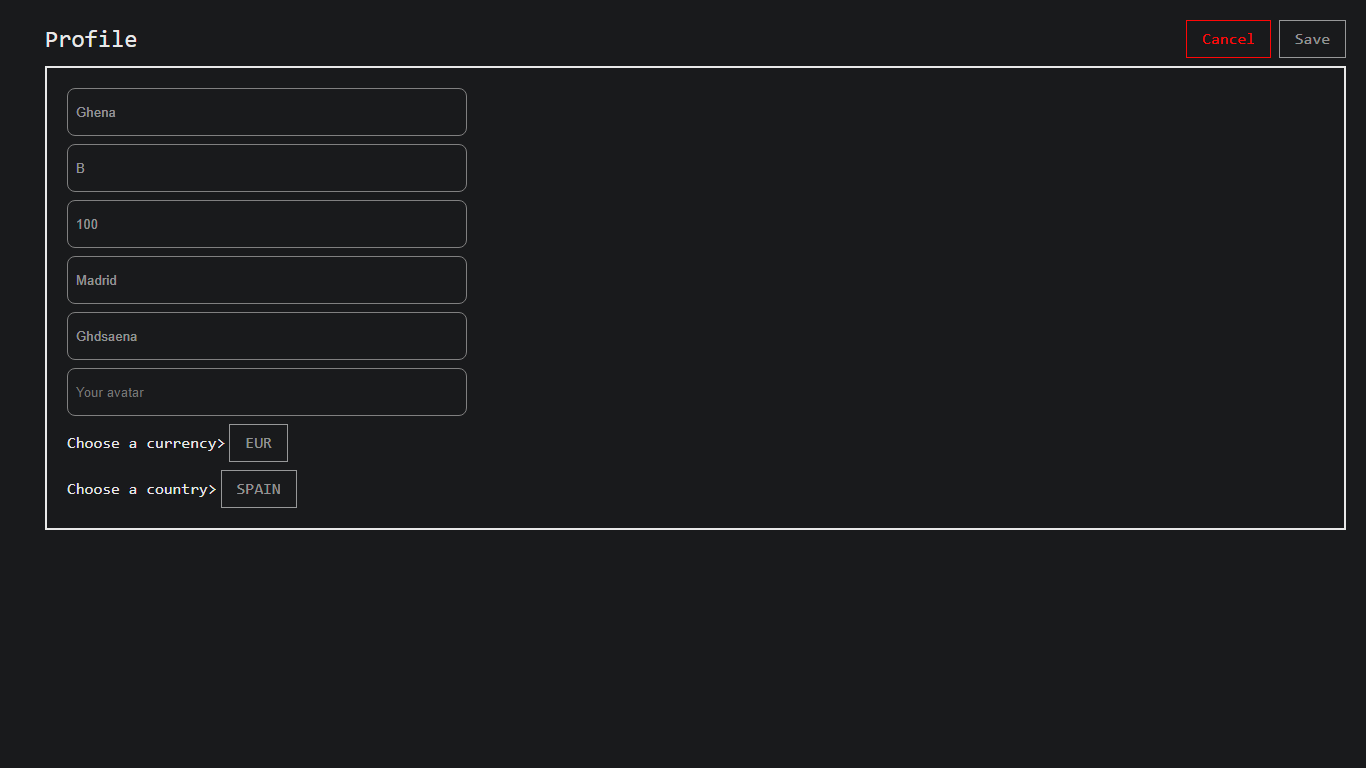 Profile
Cancel
Save
Ghena
B
100
Madrid
Ghdsaena
Your avatar
Choose a currency> EUR
Choose a country> SPAIN